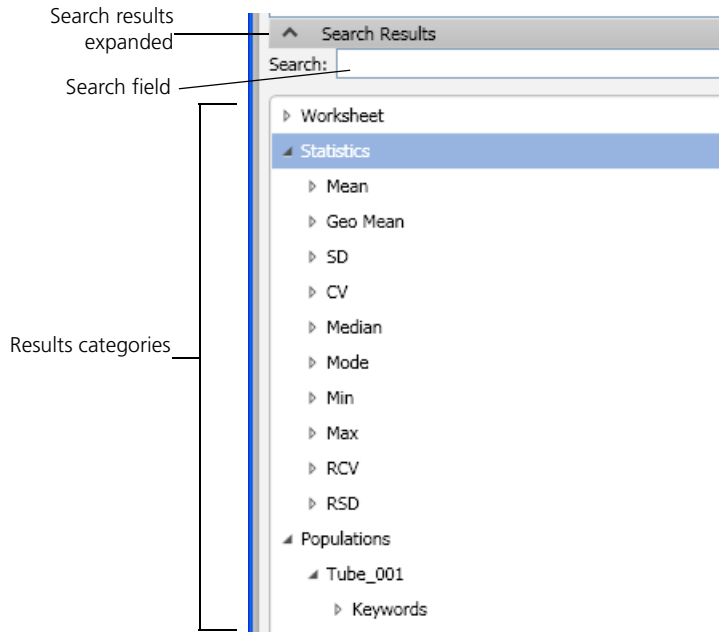 Search results
expanded
Search Results
Search:
Search field
Worksheet
Statistics
Mean
Geo Mean
SD
CV
Median
Results categories
Mode
Min
Max
RCV
RSD
Populations
Tube_001
Keywords